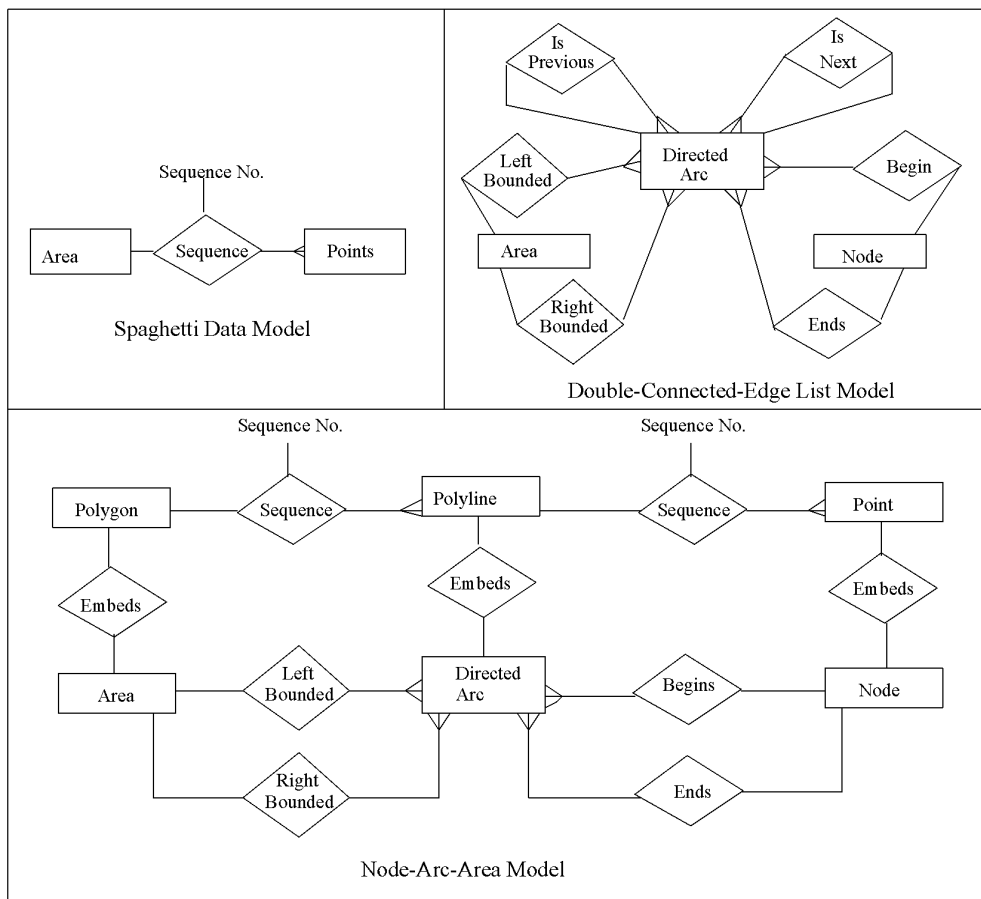 Sequence No.
Area
Sequence
Points
Spaghetti Data Model
Is
Previous
Is
Next
Left
Bounded
Directed
Arc
Begin
Area
Node
Right
Bounded
Ends
Double-Connected-Edge List Model
Sequence No.
Sequence No.
Polygon
Sequence
Polyline
Sequence
Point
Embeds
Embeds
Embeds
Area
Left
Bounded
Directed
Arc
Begins
Node
Right
Bounded
Ends
Node-Arc-Area Model